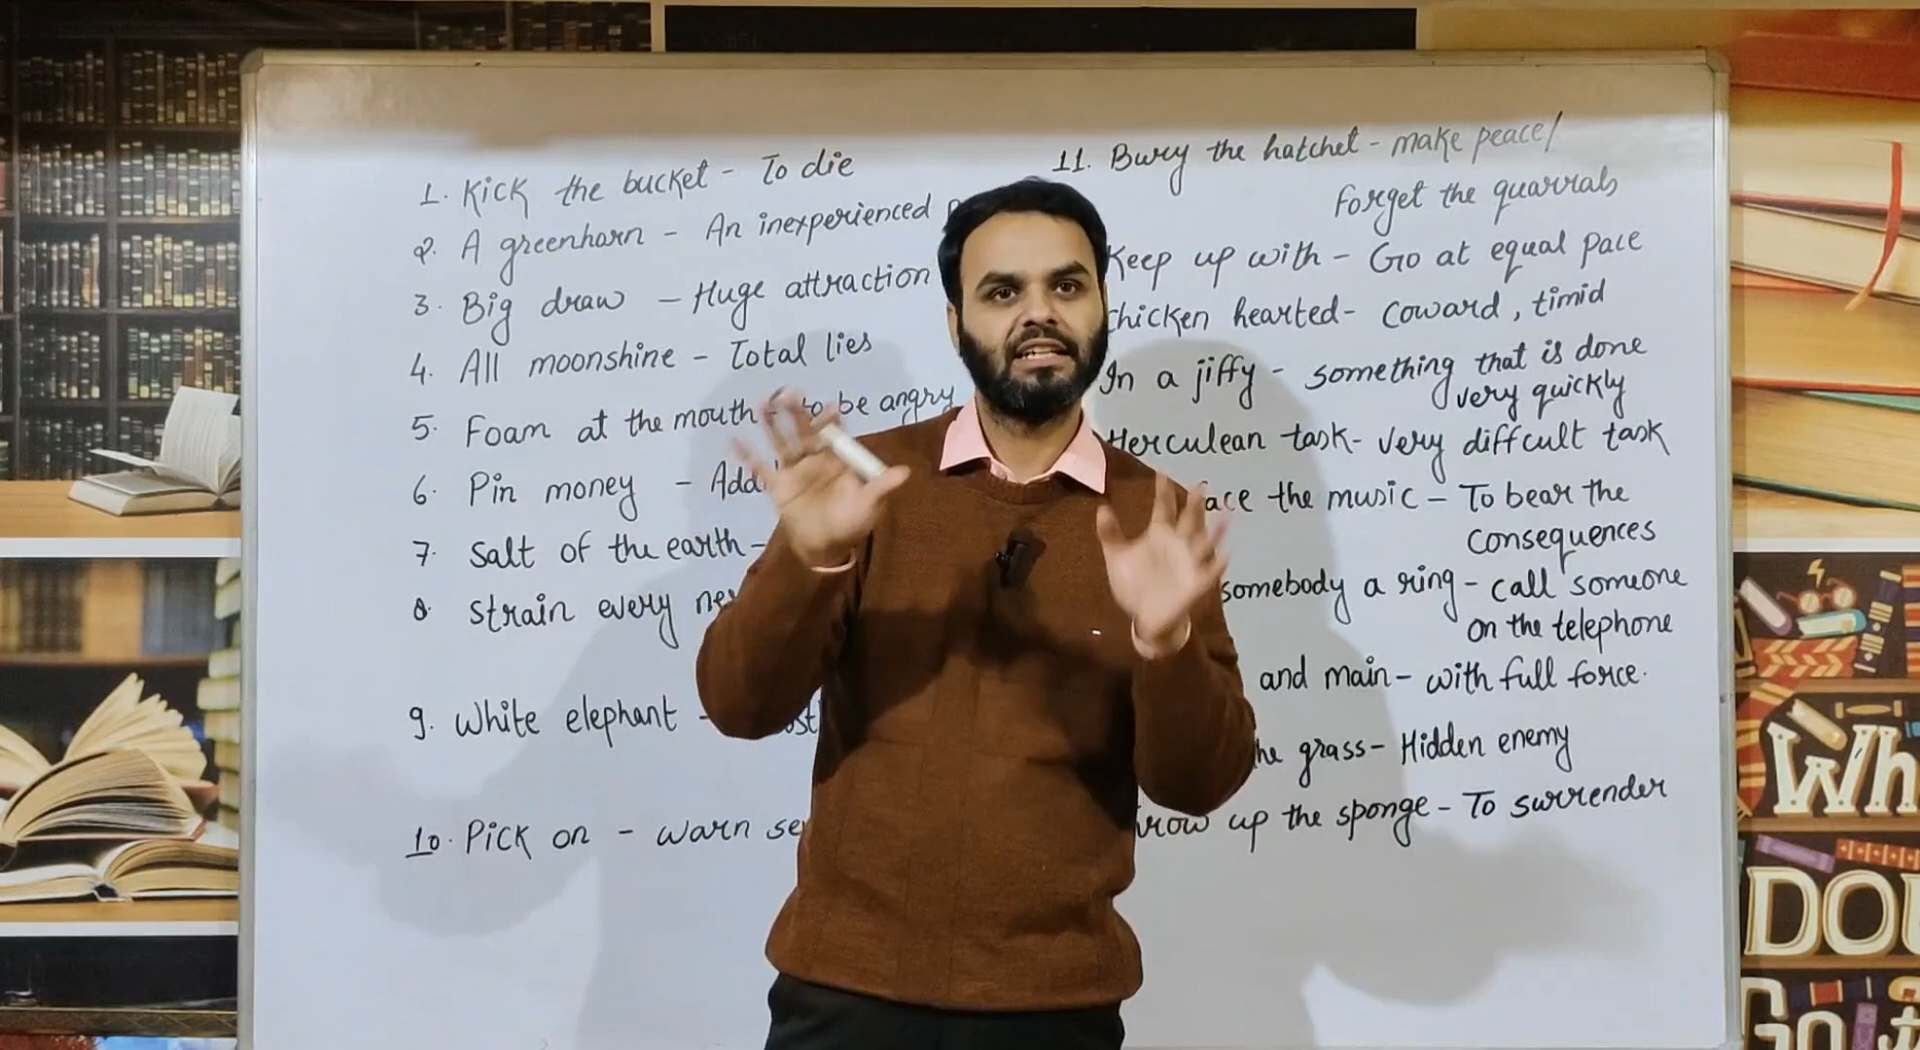 1. Kick the bucket - To die
2. A greenhorn - An inexperienced
3. Big draw - Huge attraction
4. All moonshine - Total lies
5. Foam at the mouth - to be angry
6. Pin money -
7. Salt of the earth -
8. strain every
9. white elephant -
10. Pick on - warn
11. Bury the hatchet - make peace/
forget the quarrals
Keep up with - Go at equal pace
chicken hearted - coward, timid
In a jiffy - something that is done
very quickly
Herculean task - very diffcult task
the music - To bear the
consequences
somebody a ring - call someone
on the telephone
and main - with full force.
grass - Hidden enemy
up the sponge - To surrender